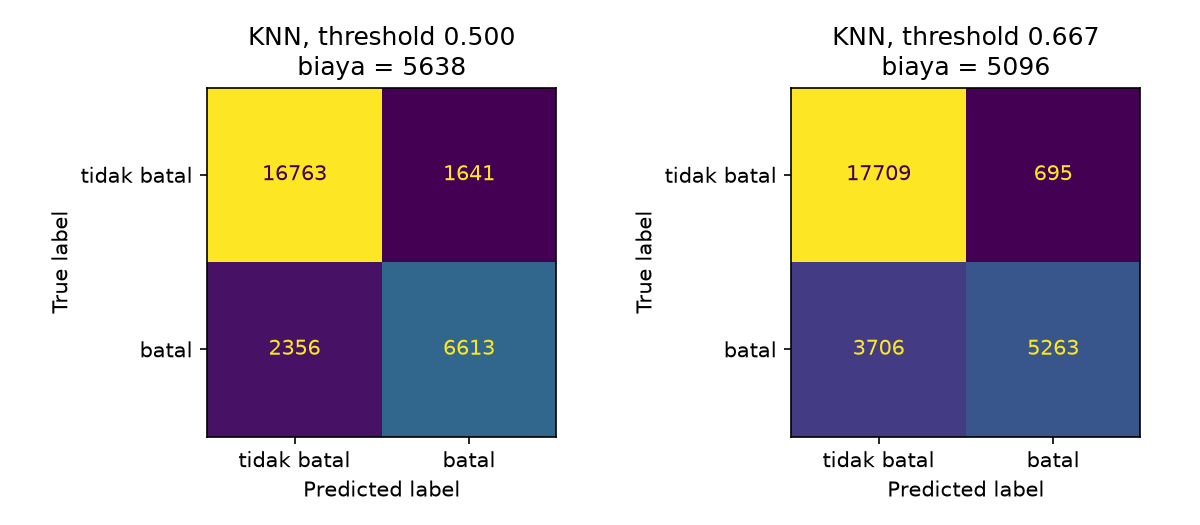 KNN, threshold 0.500
biaya = 5638
True label
tidak batal
16763
1641
batal
2356
6613
tidak batal
batal
Predicted label
KNN, threshold 0.667
biaya = 5096
True label
tidak batal
17709
695
batal
3706
5263
tidak batal
batal
Predicted label